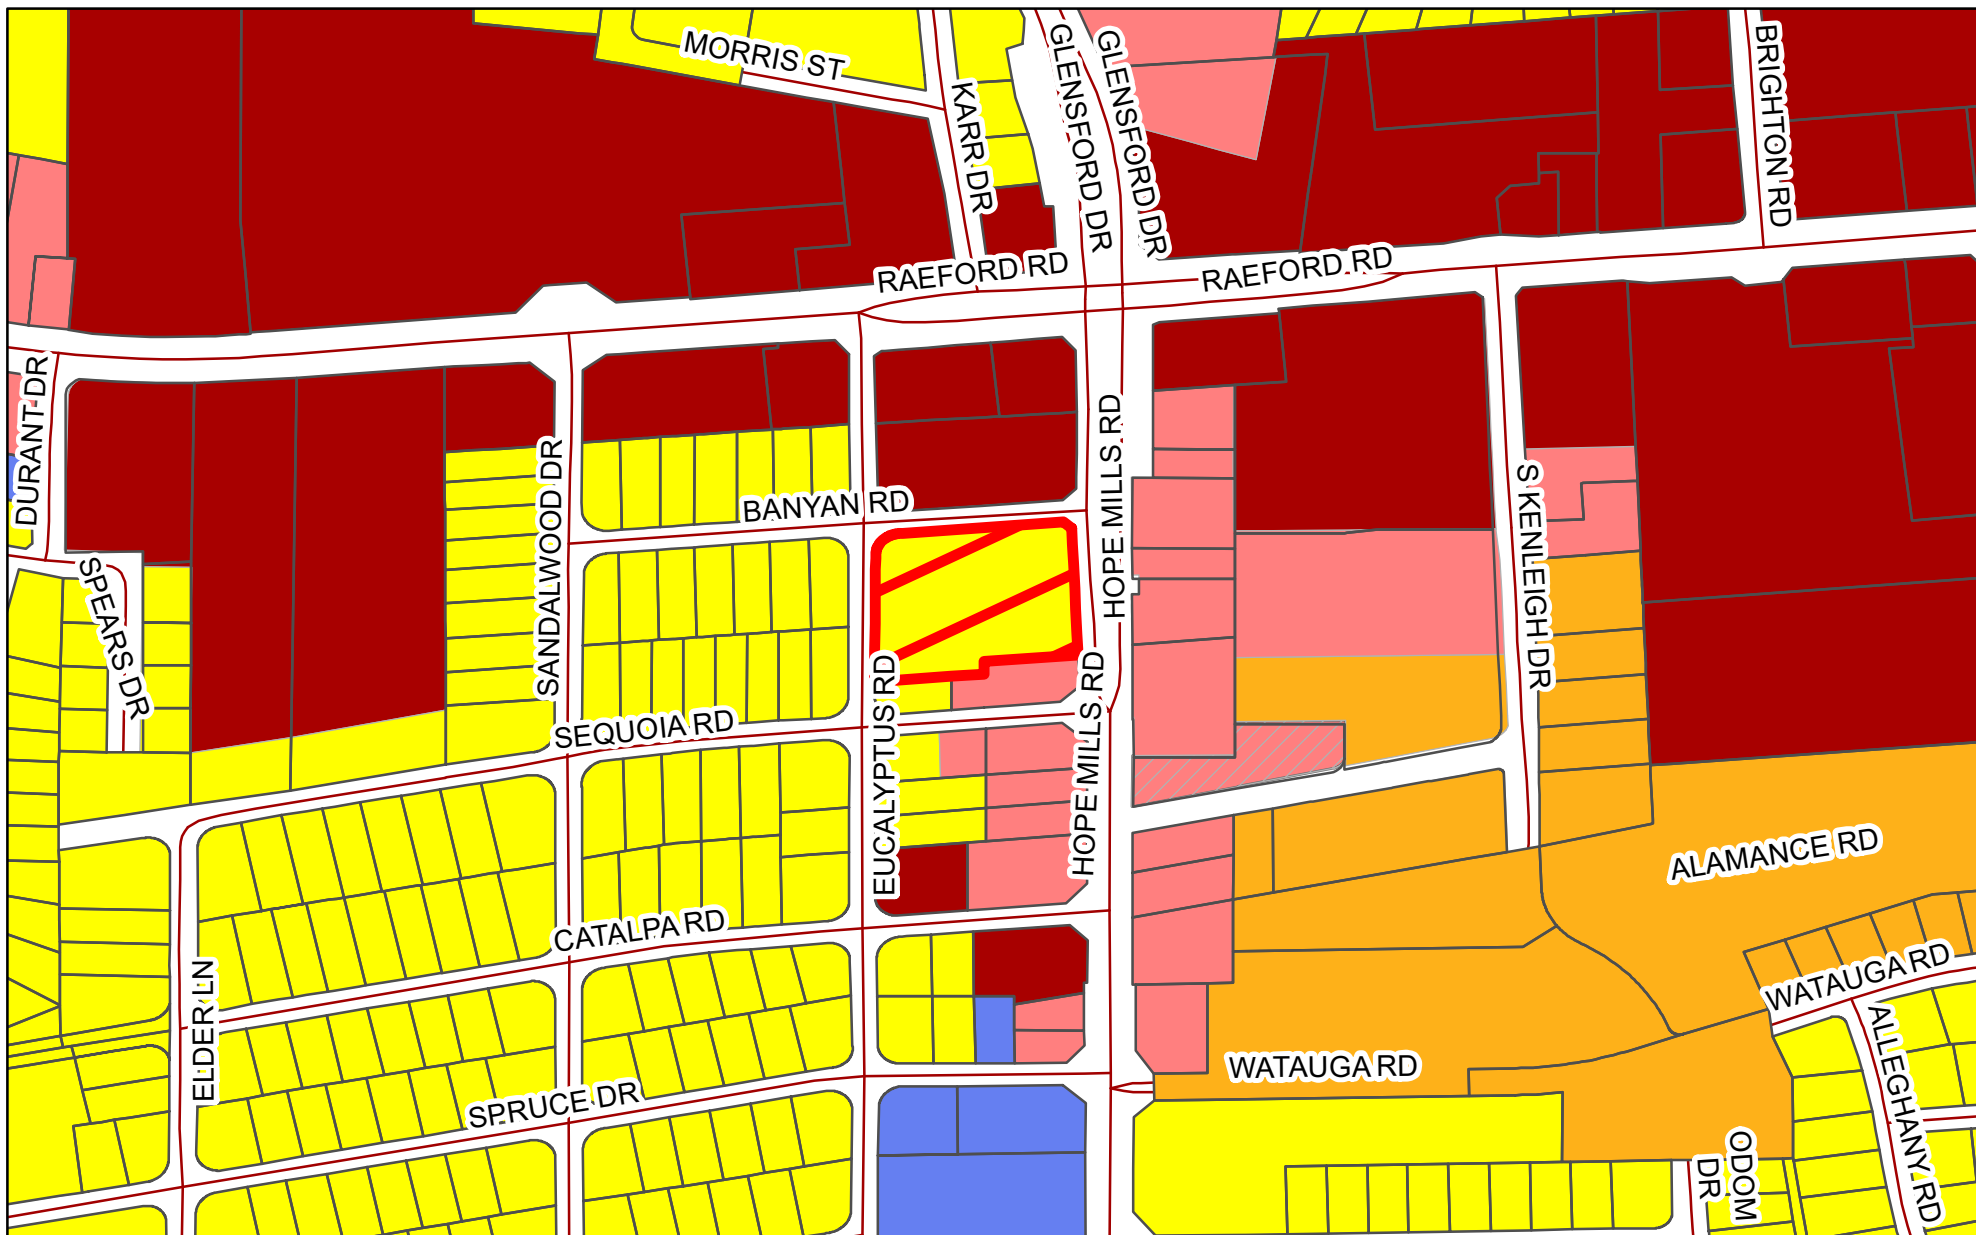 MORRIS ST
KARR DR
GLENSFORD DR
GLENSFORD DR
BRIGHTON RD
RAEFORD RD
RAEFORD RD
DURANT DR
SANDALWOOD DR
BANYAN RD
HOPE MILLS RD
S KENLEIGH DR
SPEARS DR
SEQUOIA RD
EUCALYPTUS RD
HOPE MILLS RD
ALAMANCE RD
CATALPA RD
ELDER LN
WATAUGA RD
WATAUGA RD
ALLEGHANY RD
SPRUCE DR
ODOM
DR